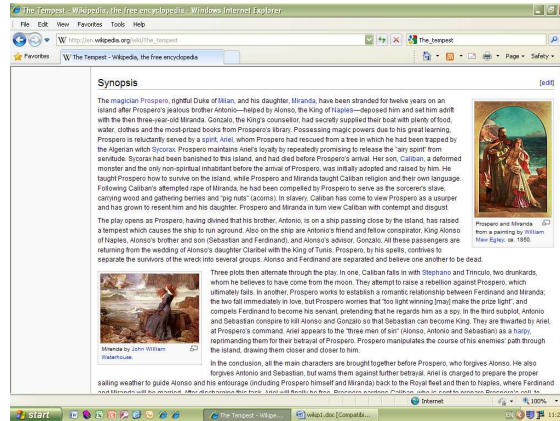 The Tempest - Wikipedia, the free encyclopedia - Windows Internet Explorer
File Edit View Favorites Tools Help
http://en.wikipedia.org/wiki/The_tempest
The_tempest
Favorites
The Tempest - Wikipedia, the free encyclopedia
Page Safety
Synopsis
[edit]
The magician Prospero, rightful Duke of Milan, and his daughter, Miranda, have been stranded for twelve years on an
island after Prospero's jealous brother Antonio—helped by Alonso, the King of Naples—deposed him and set him adrift
with the then three-year-old Miranda. Gonzalo, the King's counsellor, had secretly supplied their boat with plenty of food,
water, clothes and the most-prized books from Prospero's library. Possessing magic powers due to his great learning,
Prospero is reluctantly served by a spirit, Ariel, whom Prospero had rescued from a tree in which he had been trapped by
the Algerian witch Sycorax. Prospero maintains Ariel's loyalty by repeatedly promising to release the "airy spirit" from
servitude. Sycorax had been banished to this island, and had died before Prospero's arrival. Her son, Caliban, a deformed
monster and the only non-spiritual inhabitant before the arrival of Prospero, was initially adopted and raised by him. He
taught Prospero how to survive on the island, while Prospero and Miranda taught Caliban religion and their own language.
Following Caliban's attempted rape of Miranda, he had been compelled by Prospero to serve as the sorcerer's slave,
carrying wood and gathering berries and "pig nuts" (acorns). In slavery, Caliban has come to view Prospero as a usurper
and has grown to resent him and his daughter. Prospero and Miranda in turn view Caliban with contempt and disgust.
Prospero and Miranda
from a painting by William
Maw Egley; ca. 1850.
The play opens as Prospero, having divined that his brother, Antonio, is on a ship passing close by the island, has raised
a tempest which causes the ship to run aground. Also on the ship are Antonio's friend and fellow conspirator, King Alonso
of Naples, Alonso's brother and son (Sebastian and Ferdinand), and Alonso's advisor, Gonzalo. All these passengers are
returning from the wedding of Alonso's daughter Claribel with the King of Tunis. Prospero, by his spells, contrives to
separate the survivors of the wreck into several groups. Alonso and Ferdinand are separated and believe one another to be dead.
Three plots then alternate through the play. In one, Caliban falls in with Stephano and Trinculo, two drunkards,
whom he believes to have come from the moon. They attempt to raise a rebellion against Prospero, which
ultimately fails. In another, Prospero works to establish a romantic relationship between Ferdinand and Miranda;
the two fall immediately in love, but Prospero worries that "too light winning [may] make the prize light", and
compels Ferdinand to become his servant, pretending that he regards him as a spy. In the third subplot, Antonio
and Sebastian conspire to kill Alonso and Gonzalo so that Sebastian can become King. They are thwarted by Ariel,
at Prospero's command. Ariel appears to the "three men of sin" (Alonso, Antonio and Sebastian) as a harpy,
reprimanding them for their betrayal of Prospero. Prospero manipulates the course of his enemies' path through
the island, drawing them closer and closer to him.
Miranda by John William
Waterhouse.
In the conclusion, all the main characters are brought together before Prospero, who forgives Alonso. He also
forgives Antonio and Sebastian, but warns them against further betrayal. Ariel is charged to prepare the proper
sailing weather to guide Alonso and his entourage (including Prospero himself and Miranda) back to the Royal fleet and then to Naples, where Ferdinand
Internet
100%
start
The Tempest - Wikipe...
wikip1.doc [Compatibi...
EN
11:2